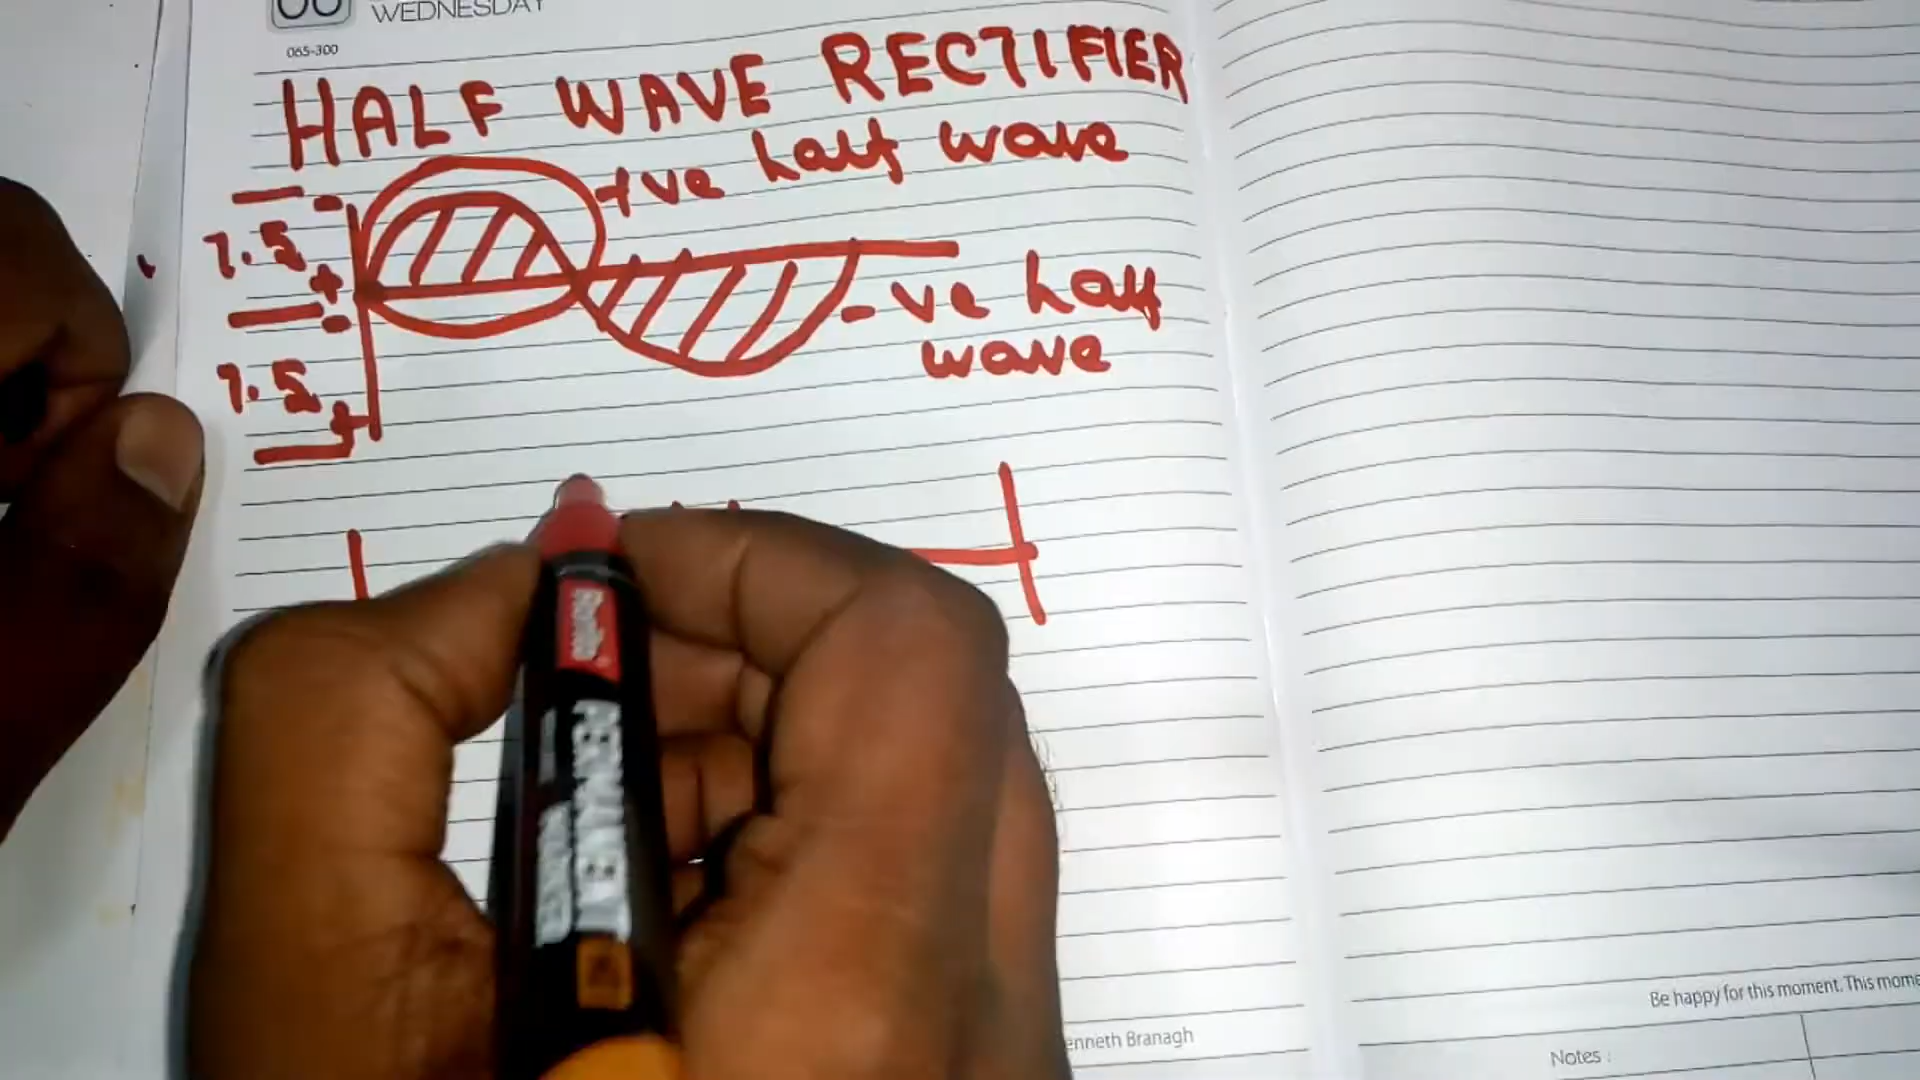 WEDNESDAY
065-300
HALF WAVE RECTIFIER
+ve half wave
-
7.5
+
-ve half
wave
-
7.5
+
PERMANENT
enneth Branagh
Be happy for this moment. This mome
Notes :